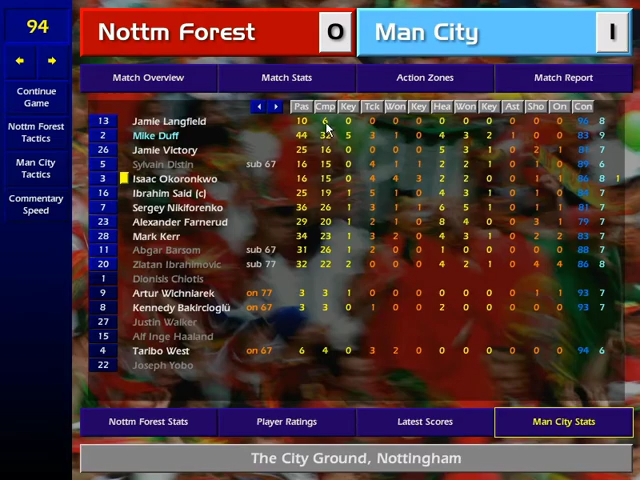 94
Nottm Forest 0 Man City 1
Match Overview Match Stats Action Zones Match Report
Continue Game
Nottm Forest Tactics
Man City Tactics
Commentary Speed
Pas Cmp Key Tck Won Key Hea Won Key Ast Sho On Con
13 Jamie Langfield 10 6 0 0 0 0 0 0 0 0 0 0 96 8
2 Mike Duff 44 5 3 1 0 4 3 2 1 0 0 83 9
26 Jamie Victory 25 16 0 0 0 0 5 3 1 0 2 1 7
5 Sylvain Distin sub 67 16 15 0 4 1 1 2 2 1 0 1 0 89 6
3 Isaac Okoronkwo 16 15 0 4 4 3 2 2 0 0 1 8 1
16 Ibrahim Said (c) 25 19 1 5 1 0 4 3 1 0 1 0 7
7 Sergey Nikiforenko 36 26 1 3 1 1 6 5 1 0 1 1 7
23 Alexander Farnerud 29 20 1 2 1 0 8 4 0 0 3 1 79 7
28 Mark Kerr 34 23 1 3 2 0 4 3 1 0 2 2 83 7
11 Abgar Barsom sub 67 31 26 1 2 0 0 1 0 0 0 0 0 88 7
20 Zlatan Ibrahimovic sub 77 32 22 2 0 0 0 4 2 1 0 4 4 86 8
1 Dionisis Chiotis
9 Artur Wichniarek on 77 3 3 1 0 0 0 0 0 0 0 1 0 93 7
8 Kennedy Bakircioglü on 67 3 3 0 1 0 0 2 0 0 0 0 0 93 7
27 Justin Walker
15 Alf Inge Haaland
4 Taribo West on 67 6 4 0 3 2 0 0 0 0 0 0 0 94 6
22 Joseph Yobo
Nottm Forest Stats Player Ratings Latest Scores Man City Stats
The City Ground, Nottingham